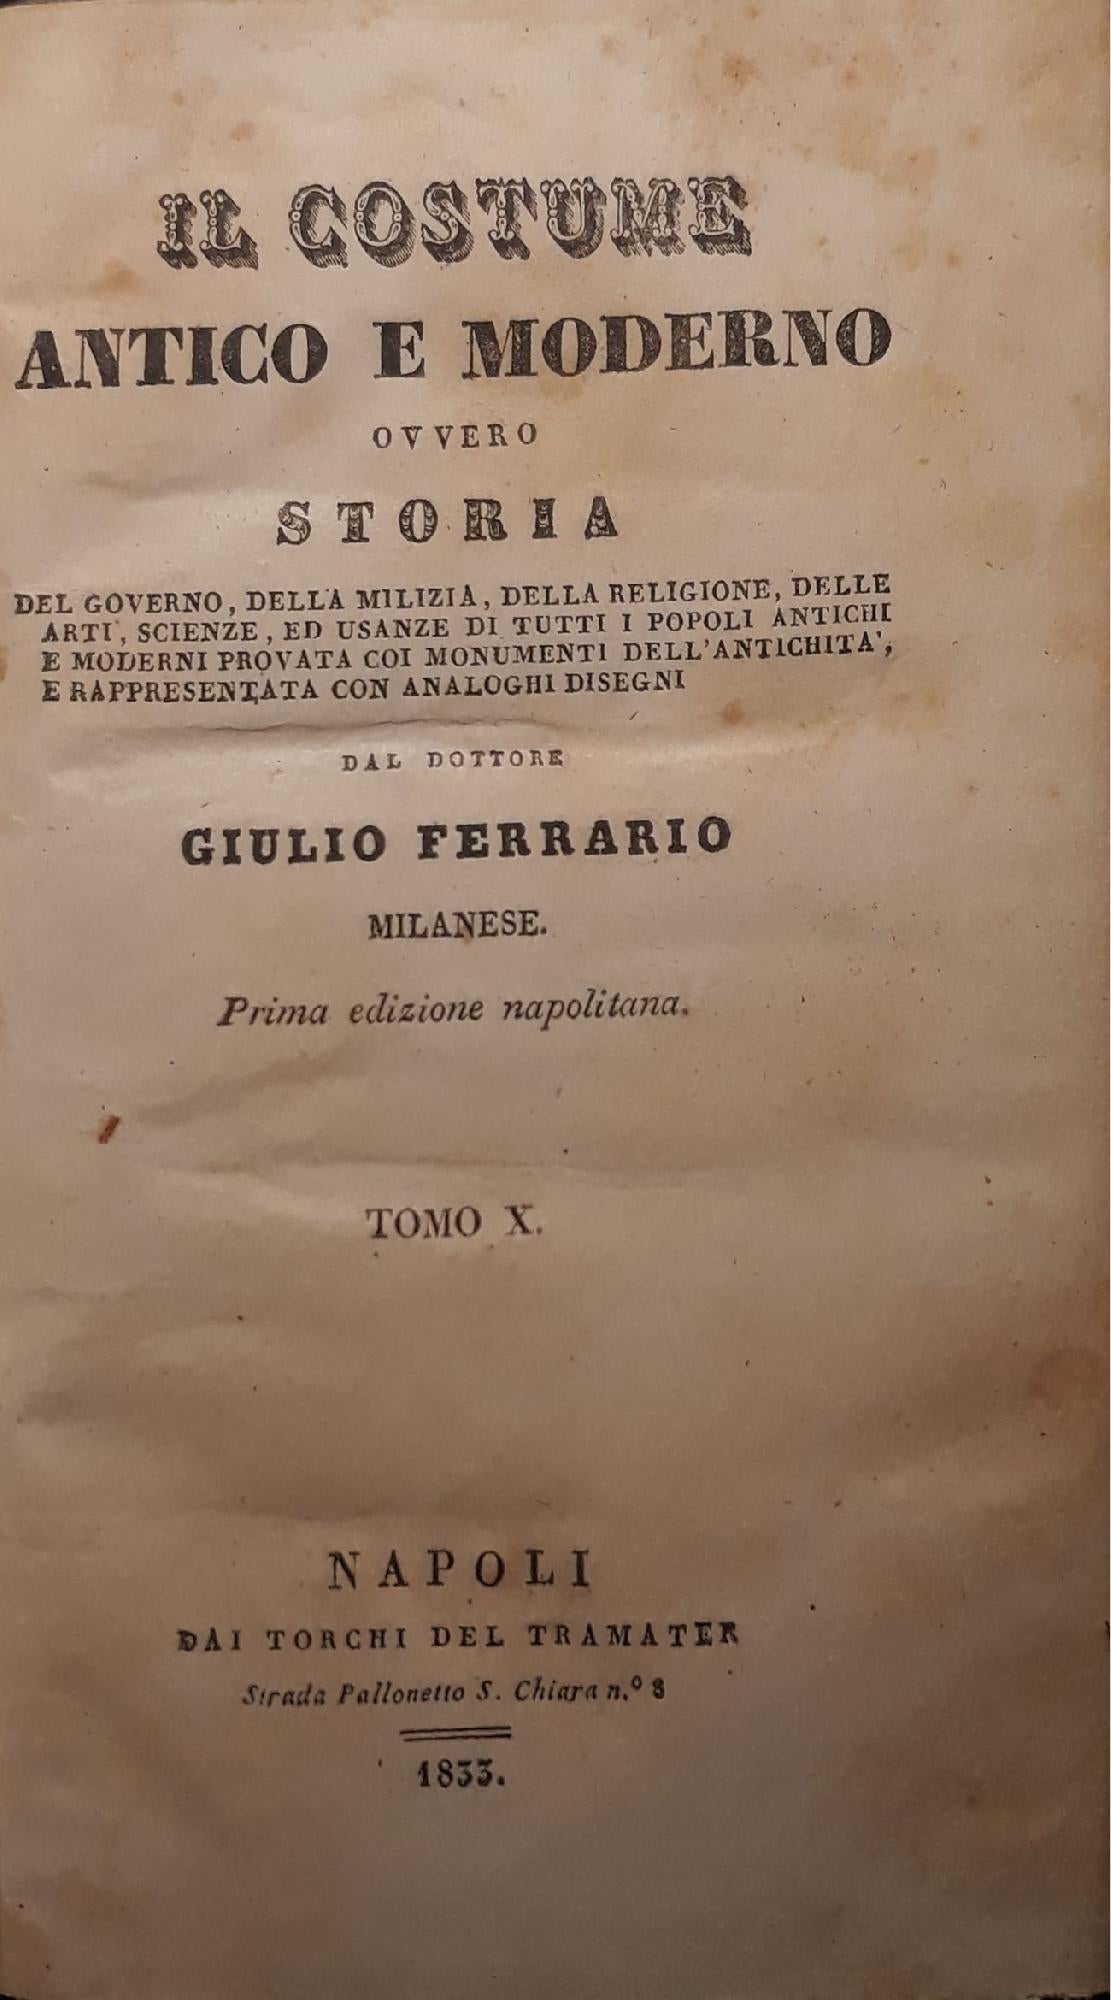 IL COSTUME
ANTICO E MODERNO
OVVERO
STORIA
DEL GOVERNO, DELLA MILIZIA, DELLA RELIGIONE, DELLE
ARTI, SCIENZE, ED USANZE DI TUTTI I POPOLI ANTICHI
E MODERNI PROVATA COI MONUMENTI DELL'ANTICHITA',
E RAPPRESENTATA CON ANALOGHI DISEGNI
DAL DOTTORE
GIULIO FERRARIO
MILANESE.
Prima edizione napolitana.
TOMO X.
NAPOLI
DAI TORCHI DEL TRAMATER
Strada Pallonetto S. Chiara n.° 8
1833.